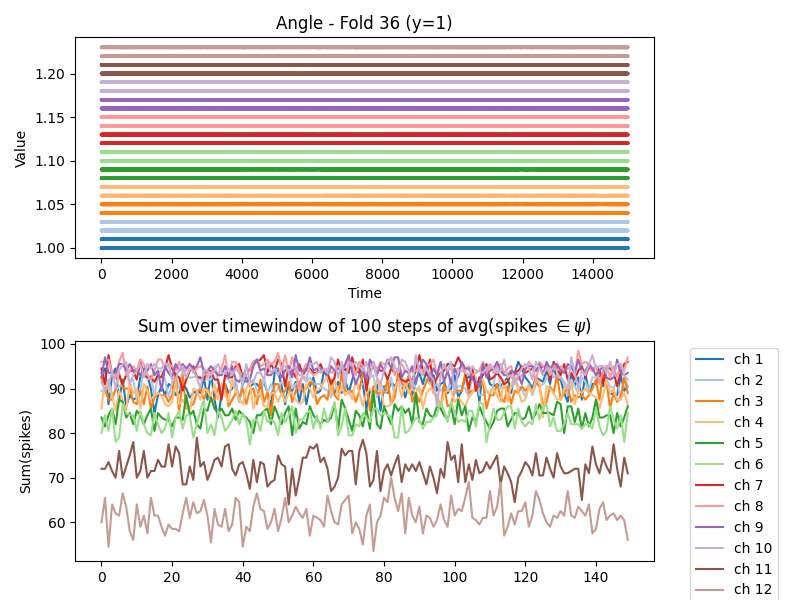 Angle - Fold 36 (y=1)
Value
1.20
1.15
1.10
1.05
1.00
0 2000 4000 6000 8000 10000 12000 14000
Time
Sum over timewindow of 100 steps of avg(spikes ∈ψ)
Sum(spikes)
100
90
80
70
60
0 20 40 60 80 100 120 140
ch 1
ch 2
ch 3
ch 4
ch 5
ch 6
ch 7
ch 8
ch 9
ch 10
ch 11
ch 12